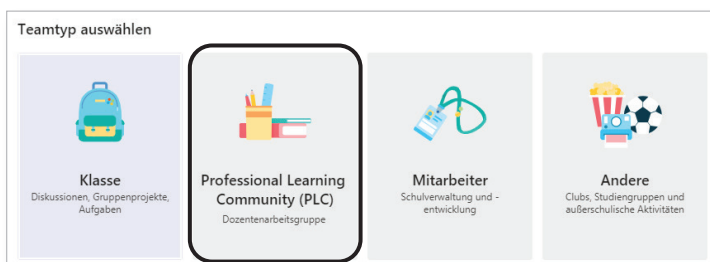 Teamtyp auswählen
Klasse
Diskussionen, Gruppenprojekte,
Aufgaben
Professional Learning
Community (PLC)
Dozentenarbeitsgruppe
Mitarbeiter
Schulverwaltung und -
entwicklung
Andere
Clubs, Studiengruppen und
außerschulische Aktivitäten